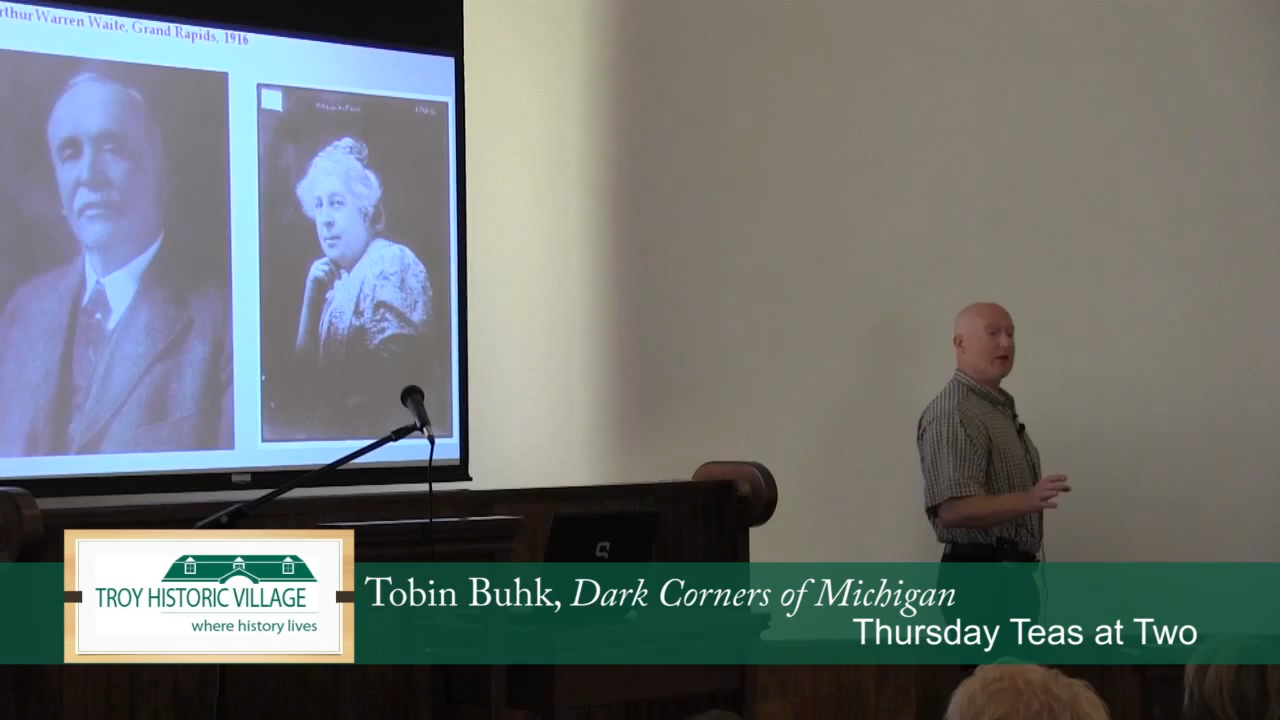 rthur Warren Waite, Grand Rapids, 1916
TROY HISTORIC VILLAGE
where history lives
Tobin Buhk, Dark Corners of Michigan
Thursday Teas at Two